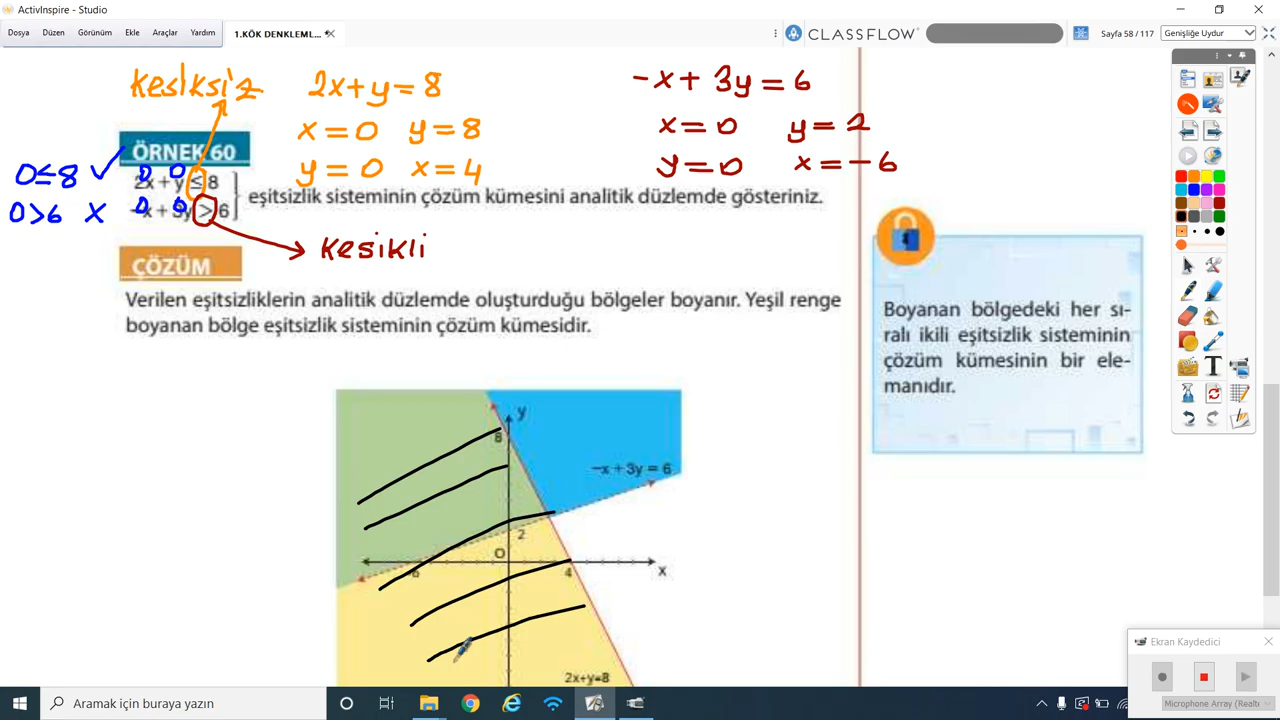 ActivInspire - Studio
Dosya Düzen Görünüm Ekle Araçlar Yardım
1.KÖK DENKLEML...
CLASSFLOW
Sayfa 58 / 117
Genişliğe Uydur
Kesiksiz
2x+y=8
x=0 y=8
y=0 x=4
-x+3y=6
x=0 y=2
y=0 x=-6
ÖRNEK 60
0≤8 ✓ 0 0
2x + y ≤ 8
0>6 x 0 0
-x + 3y > 6
eşitsizlik sisteminin çözüm kümesini analitik düzlemde gösteriniz.
Kesikli
ÇÖZÜM
Verilen eşitsizliklerin analitik düzlemde oluşturduğu bölgeler boyanır. Yeşil renge
boyanan bölge eşitsizlik sisteminin çözüm kümesidir.
Boyanan bölgedeki her sı-
ralı ikili eşitsizlik sisteminin
çözüm kümesinin bir ele-
manıdır.
y
8
-x + 3y = 6
2
O
-6
4
x
2x+y=8
Ekran Kaydedici
Microphone Array (Realt
Aramak için buraya yazın